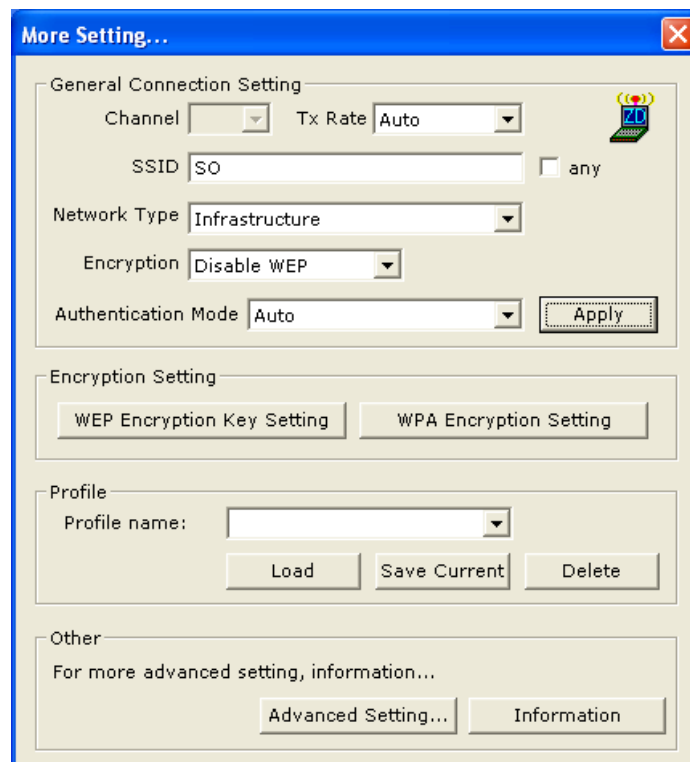 More Setting...
General Connection Setting
Channel Tx Rate Auto
ZD
SSID SO any
Network Type Infrastructure
Encryption Disable WEP
Authentication Mode Auto Apply
Encryption Setting
WEP Encryption Key Setting WPA Encryption Setting
Profile
Profile name:
Load Save Current Delete
Other
For more advanced setting, information...
Advanced Setting... Information